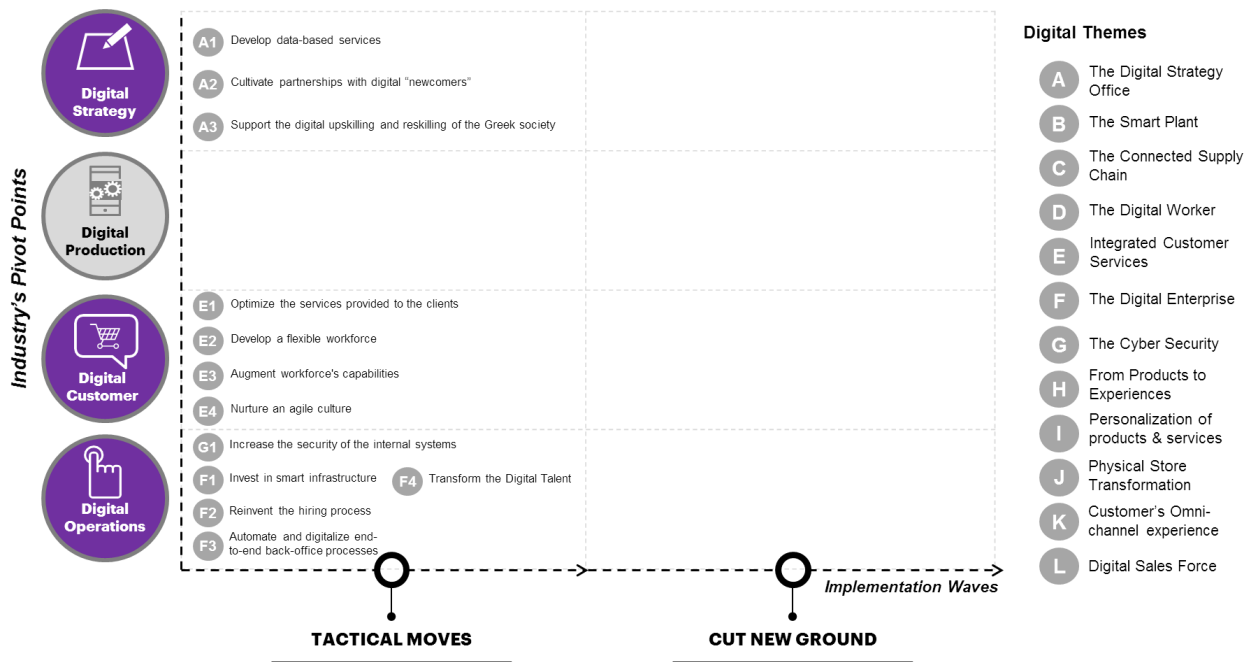 Industry's Pivot Points
Digital
Strategy
A1 Develop data-based services
A2 Cultivate partnerships with digital "newcomers"
A3 Support the digital upskilling and reskilling of the Greek society
Digital
Production
Digital
Customer
E1 Optimize the services provided to the clients
E2 Develop a flexible workforce
E3 Augment workforce's capabilities
E4 Nurture an agile culture
Digital
Operations
G1 Increase the security of the internal systems
F1 Invest in smart infrastructure
F4 Transform the Digital Talent
F2 Reinvent the hiring process
F3 Automate and digitalize end-
to-end back-office processes
Implementation Waves
TACTICAL MOVES
CUT NEW GROUND
Digital Themes
A The Digital Strategy
Office
B The Smart Plant
C The Connected Supply
Chain
D The Digital Worker
E Integrated Customer
Services
F The Digital Enterprise
G The Cyber Security
H From Products to
Experiences
I Personalization of
products & services
J Physical Store
Transformation
K Customer's Omni-
channel experience
L Digital Sales Force